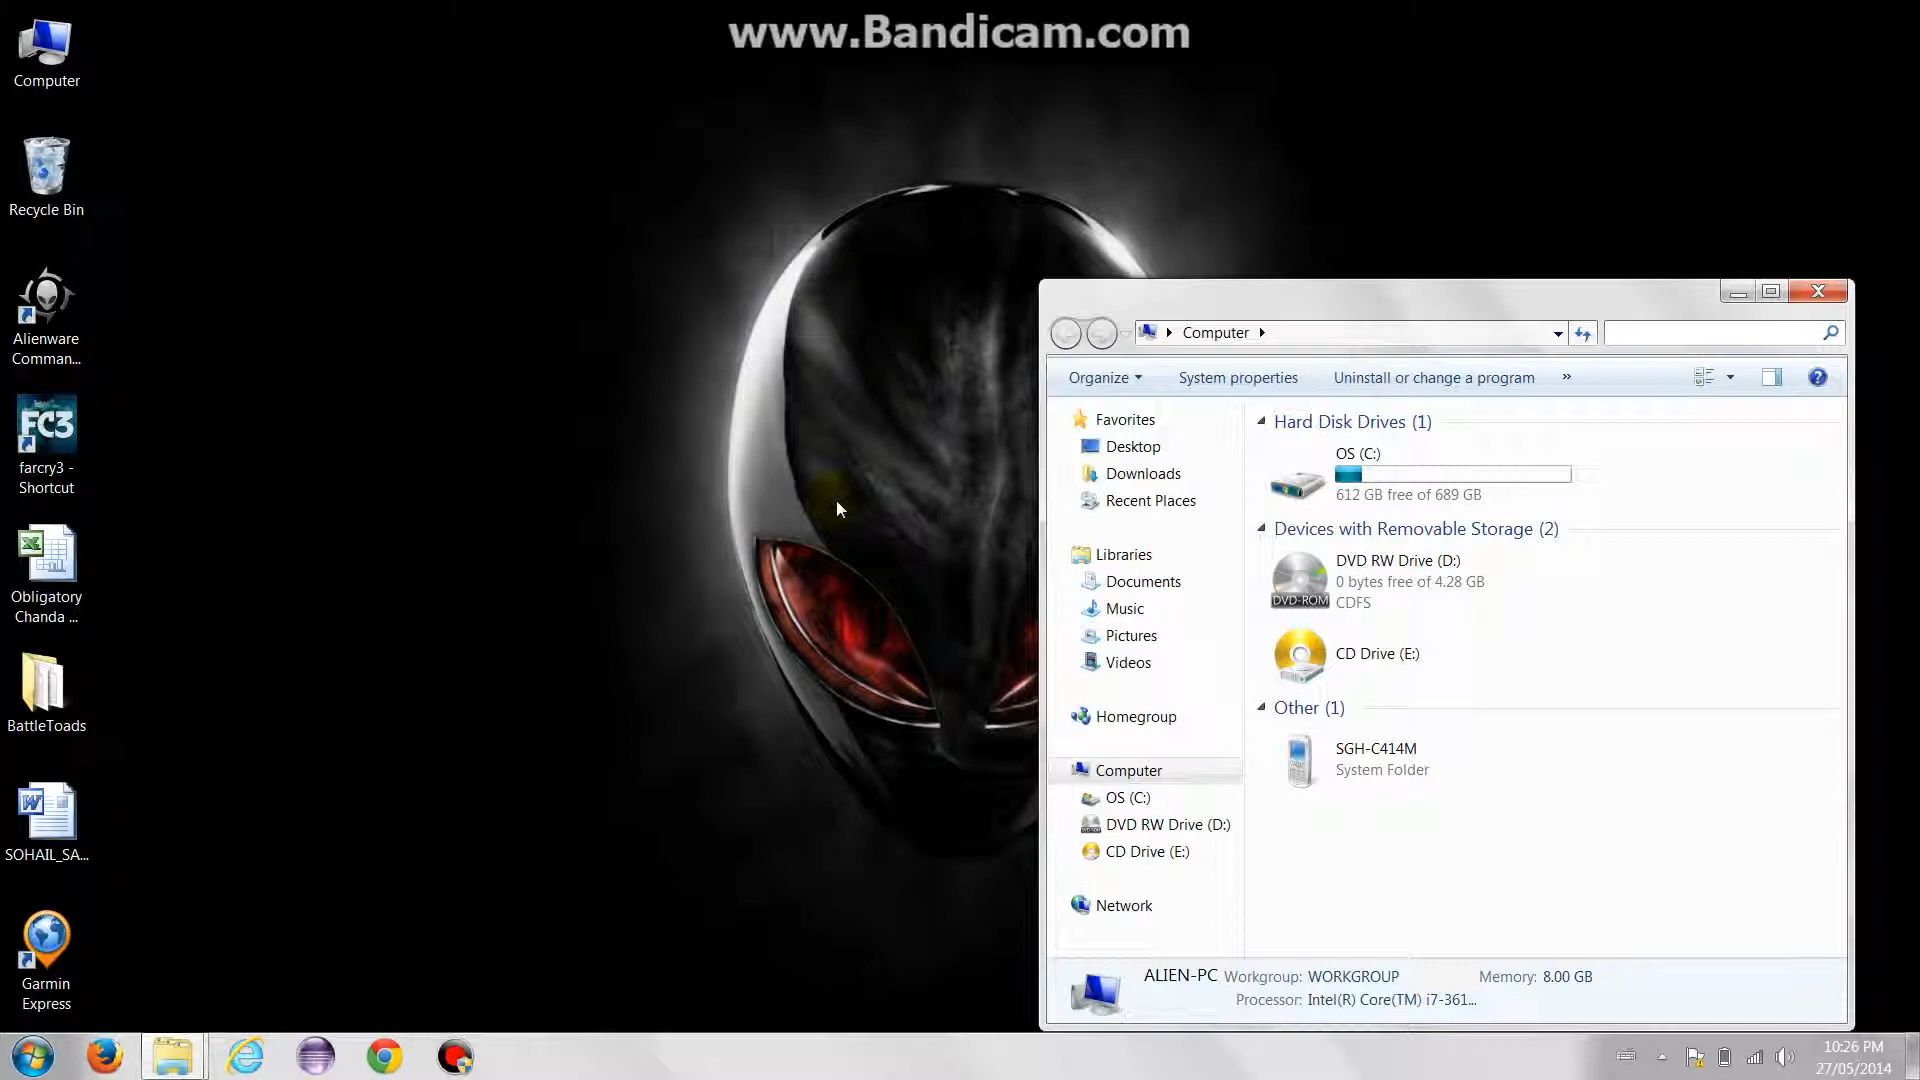 www.Bandicam.com
Computer
Recycle Bin
Alienware
Comman...
FC3
farcry3 -
Shortcut
Obligatory
Chanda ...
BattleToads
SOHAIL_SA...
Garmin
Express
Computer
Organize
System properties
Uninstall or change a program
»
Favorites
Desktop
Downloads
Recent Places
Libraries
Documents
Music
Pictures
Videos
Homegroup
Computer
OS (C:)
DVD RW Drive (D:)
CD Drive (E:)
Network
Hard Disk Drives (1)
OS (C:)
612 GB free of 689 GB
Devices with Removable Storage (2)
DVD-ROM
DVD RW Drive (D:)
0 bytes free of 4.28 GB
CDFS
CD Drive (E:)
Other (1)
SGH-C414M
System Folder
ALIEN-PC Workgroup: WORKGROUP Memory: 8.00 GB
Processor: Intel(R) Core(TM) i7-361...
10:26 PM
27/05/2014